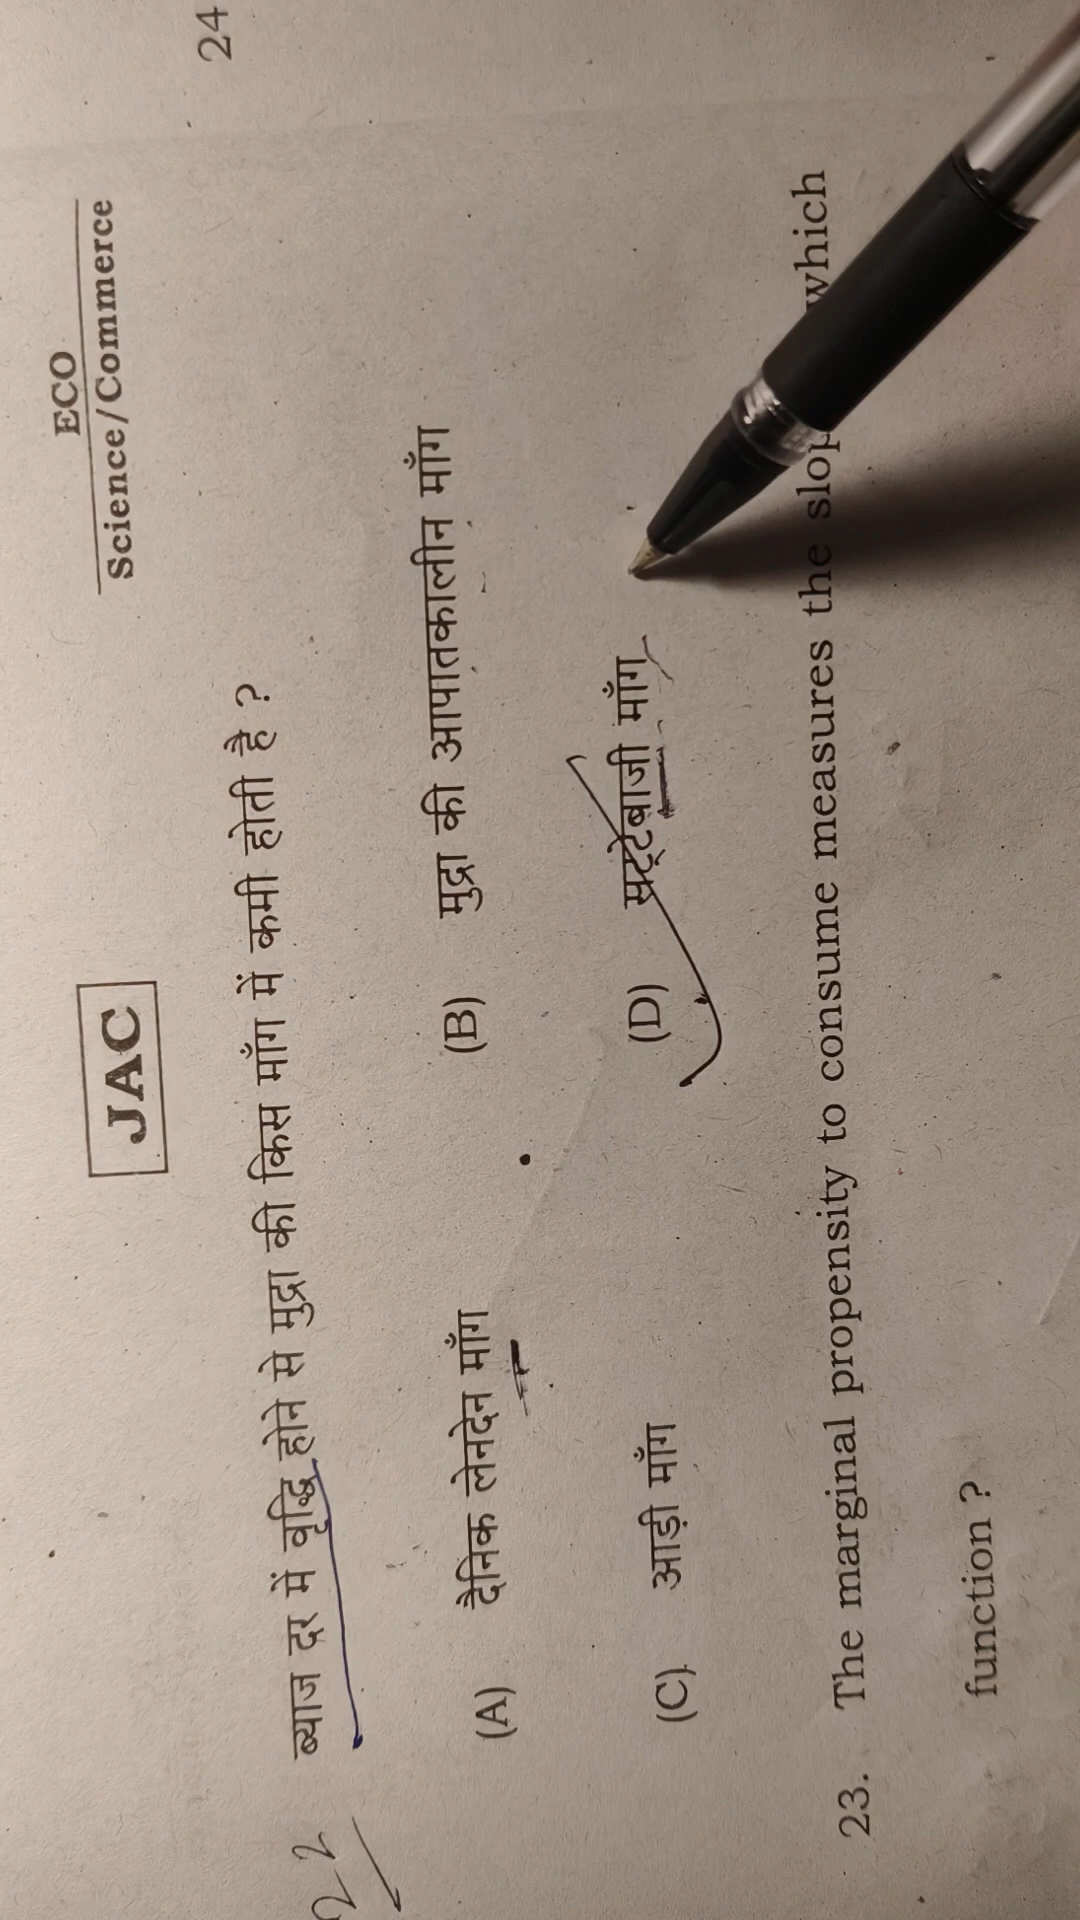 JAC
ECO
Science/Commerce
24
22 ब्याज दर में वृद्धि होने से मुद्रा की किस माँग में कमी होती है ?
(A) दैनिक लेनदेन माँग (B) मुद्रा की आपातकालीन माँग
(C) आड़ी माँग (D) सट्टेबाजी माँग
23. The marginal propensity to consume measures the which
function ?